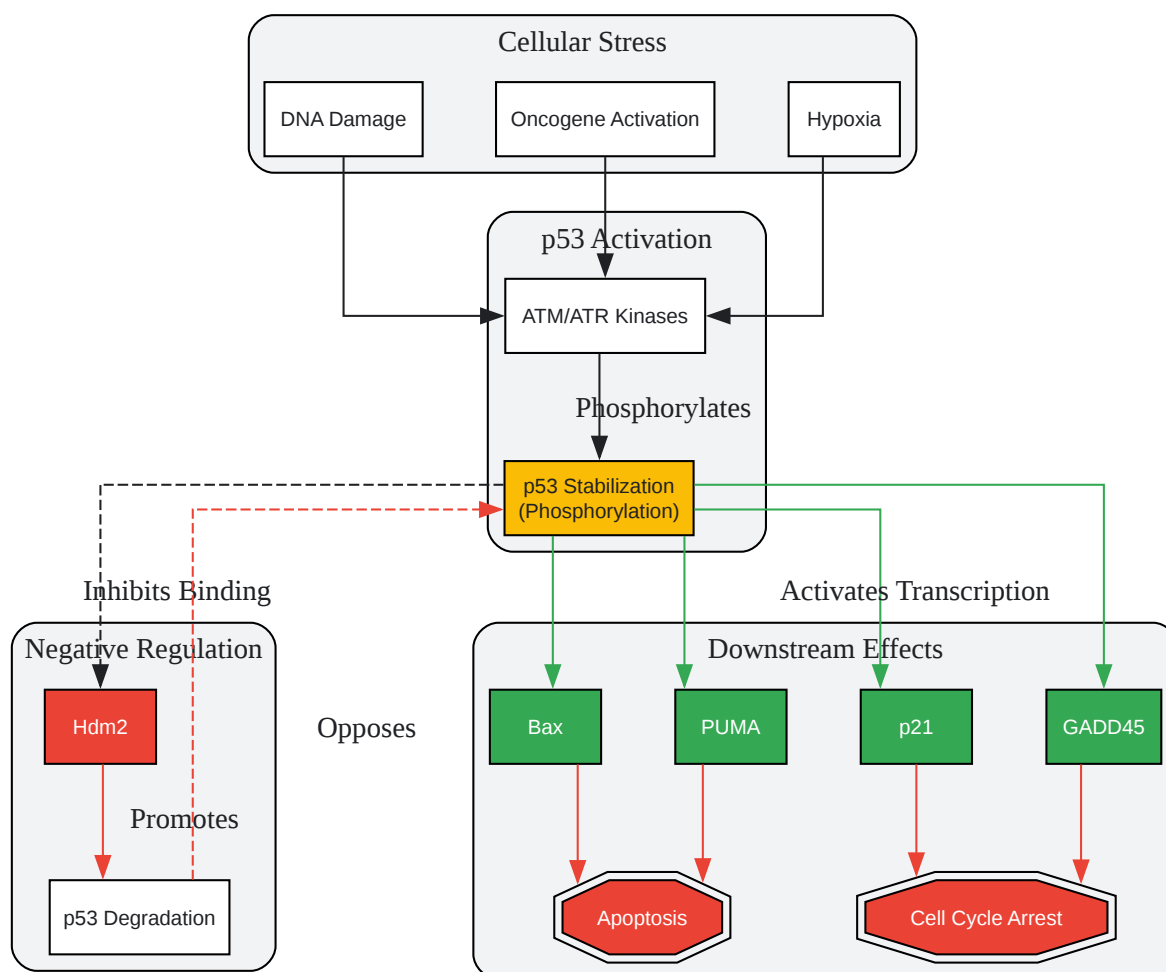 Cellular Stress
DNA Damage
Oncogene Activation
Hypoxia
p53 Activation
ATM/ATR Kinases
Phosphorylates
p53 Stabilization
(Phosphorylation)
Inhibits Binding
Activates Transcription
Negative Regulation
Downstream Effects
Hdm2
Opposes
Bax
PUMA
p21
GADD45
Promotes
p53 Degradation
Apoptosis
Cell Cycle Arrest